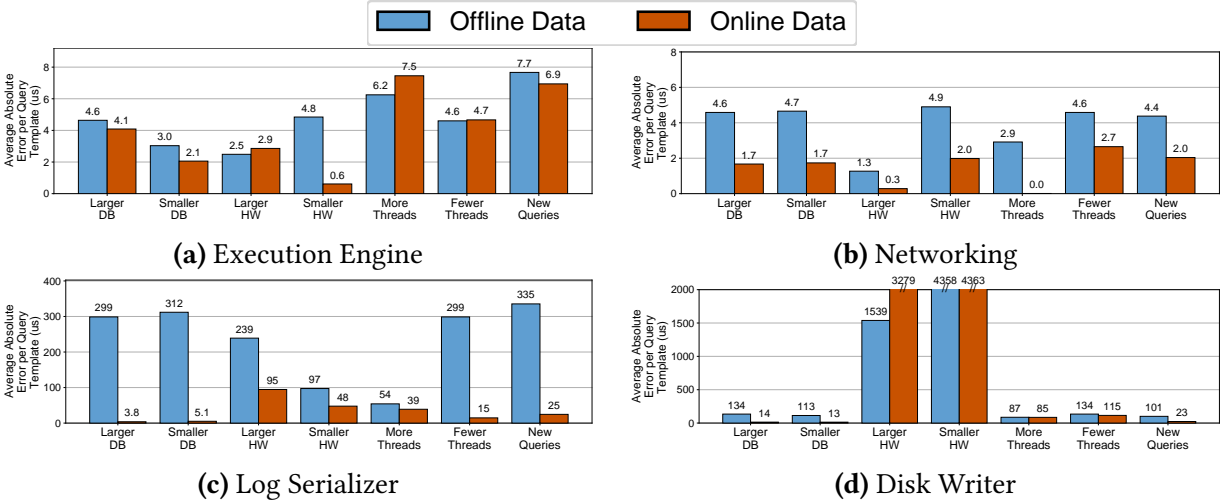 Offline Data Online Data
Average Absolute
Error per Query
Template (us)
8
6
4
2
0
4.6 4.1 3.0 2.1 2.5 2.9 4.8 0.6 6.2 7.5 4.6 4.7 7.7 6.9
Larger DB Smaller DB Larger HW Smaller HW More Threads Fewer Threads New Queries
(a) Execution Engine
Average Absolute
Error per Query
Template (us)
8
6
4
2
0
4.6 1.7 4.7 1.7 1.3 0.3 4.9 2.0 2.9 0.0 4.6 2.7 4.4 2.0
Larger DB Smaller DB Larger HW Smaller HW More Threads Fewer Threads New Queries
(b) Networking
Average Absolute
Error per Query
Template (us)
400
300
200
100
0
299 3.8 312 5.1 239 95 97 48 54 39 299 15 335 25
Larger DB Smaller DB Larger HW Smaller HW More Threads Fewer Threads New Queries
(c) Log Serializer
Average Absolute
Error per Query
Template (us)
2000
1500
1000
500
0
134 14 113 13 1539 3279 4358 4363 87 85 134 115 101 23
Larger DB Smaller DB Larger HW Smaller HW More Threads Fewer Threads New Queries
(d) Disk Writer